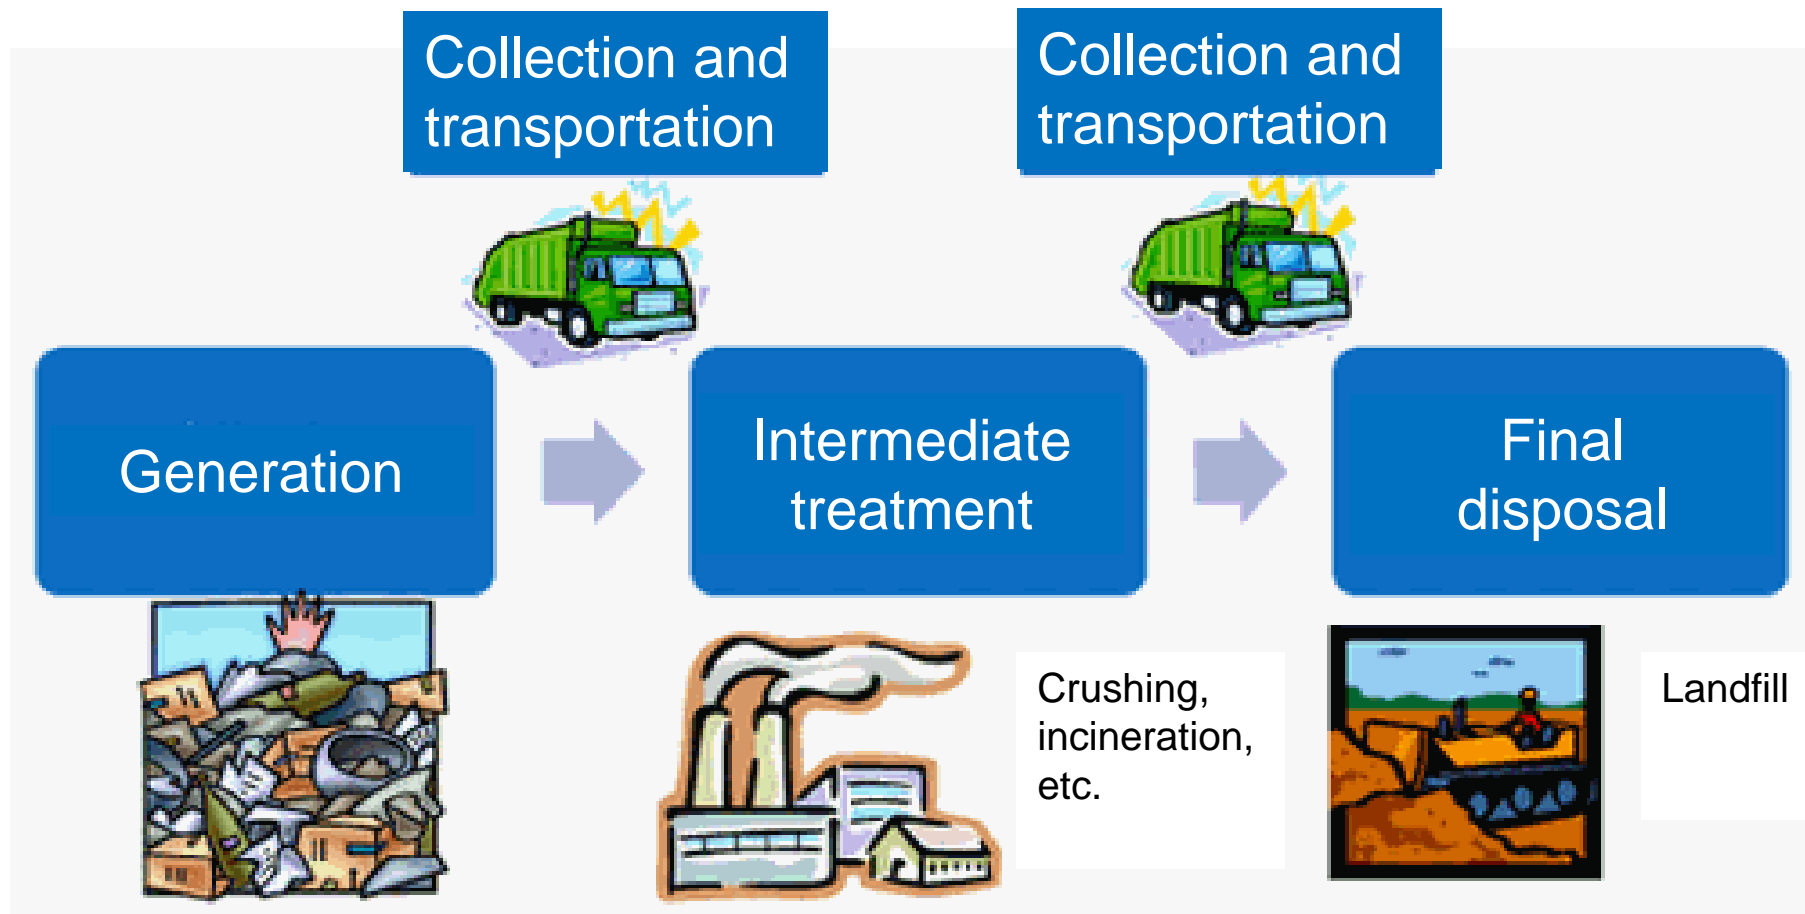 Collection and
transportation
Collection and
transportation
Generation
Intermediate
treatment
Final
disposal
Crushing,
incineration,
etc.
Landfill